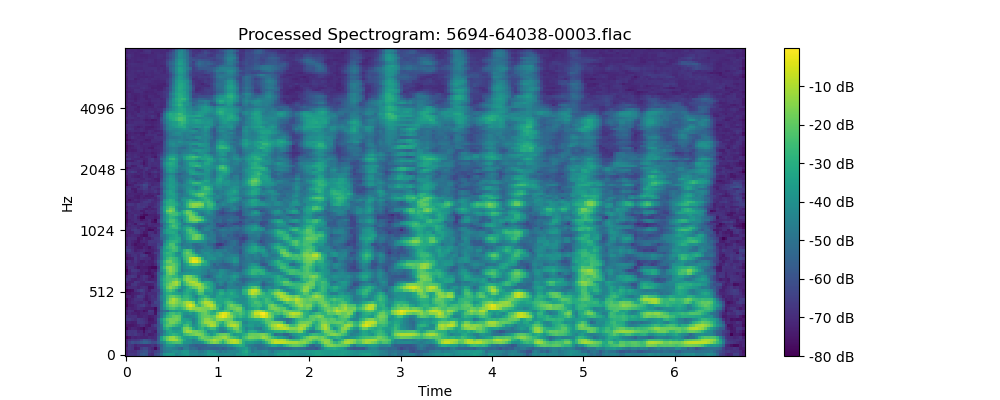 Processed Spectrogram: 5694-64038-0003.flac
Hz
4096
2048
1024
512
0
0 1 2 3 4 5 6
Time
-10 dB
-20 dB
-30 dB
-40 dB
-50 dB
-60 dB
-70 dB
-80 dB